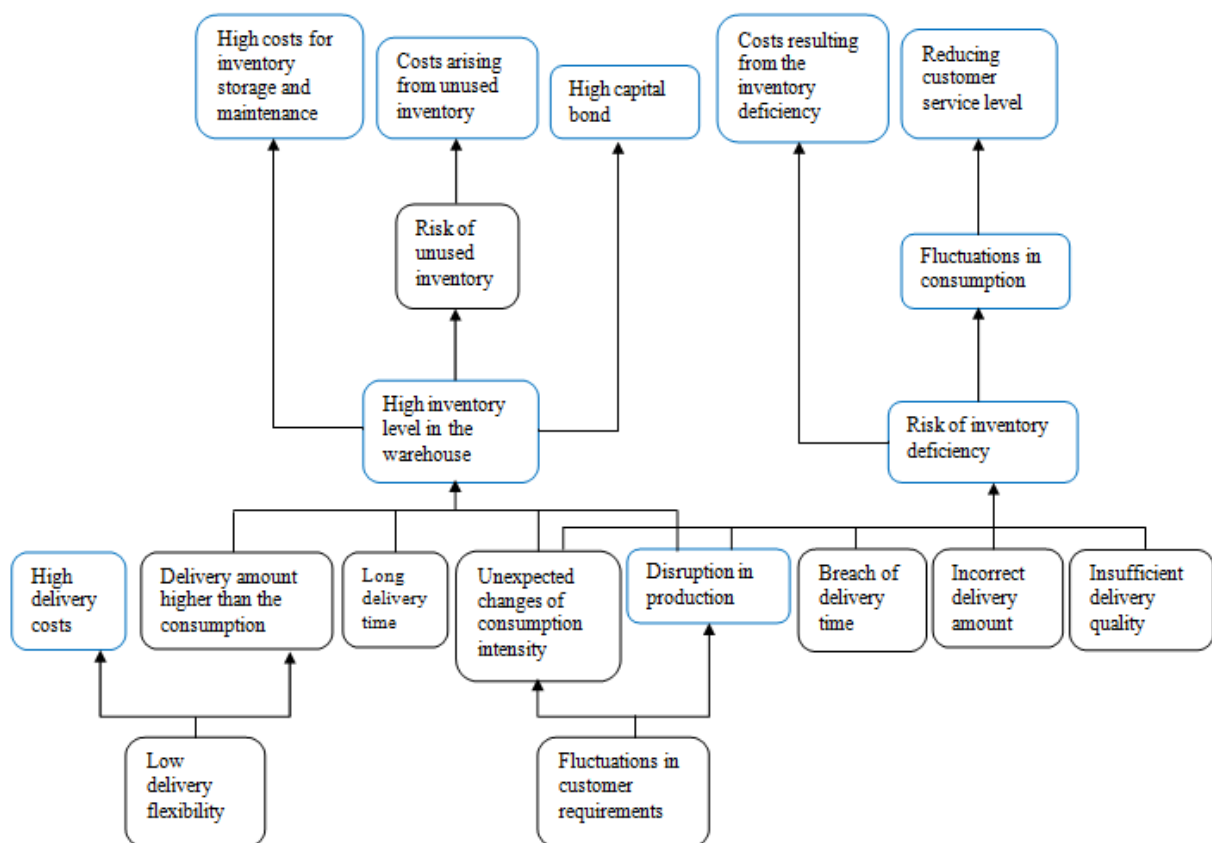 High costs for
inventory
storage and
maintenance
Costs arising
from unused
inventory
High capital
bond
Costs resulting
from the
inventory
deficiency
Reducing
customer
service level
Risk of
unused
inventory
Fluctuations in
consumption
High inventory
level in the
warehouse
Risk of inventory
deficiency
High
delivery
costs
Delivery amount
higher than the
consumption
Long
delivery
time
Unexpected
changes of
consumption
intensity
Disruption in
production
Breach of
delivery
time
Incorrect
delivery
amount
Insufficient
delivery
quality
Low
delivery
flexibility
Fluctuations in
customer
requirements